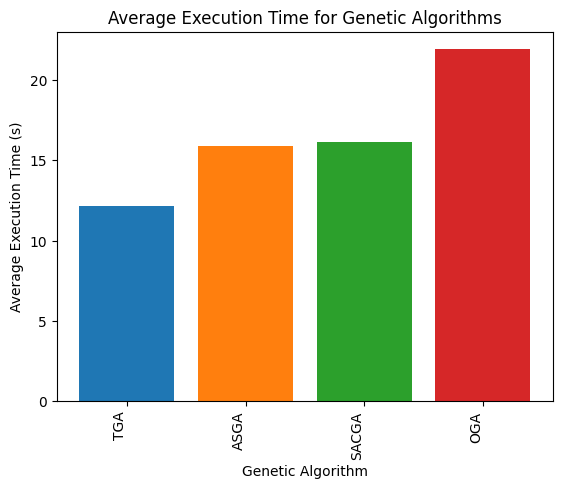 Average Execution Time for Genetic Algorithms
Average Execution Time (s)
20
15
10
5
0
TGA
ASGA
SACGA
OGA
Genetic Algorithm